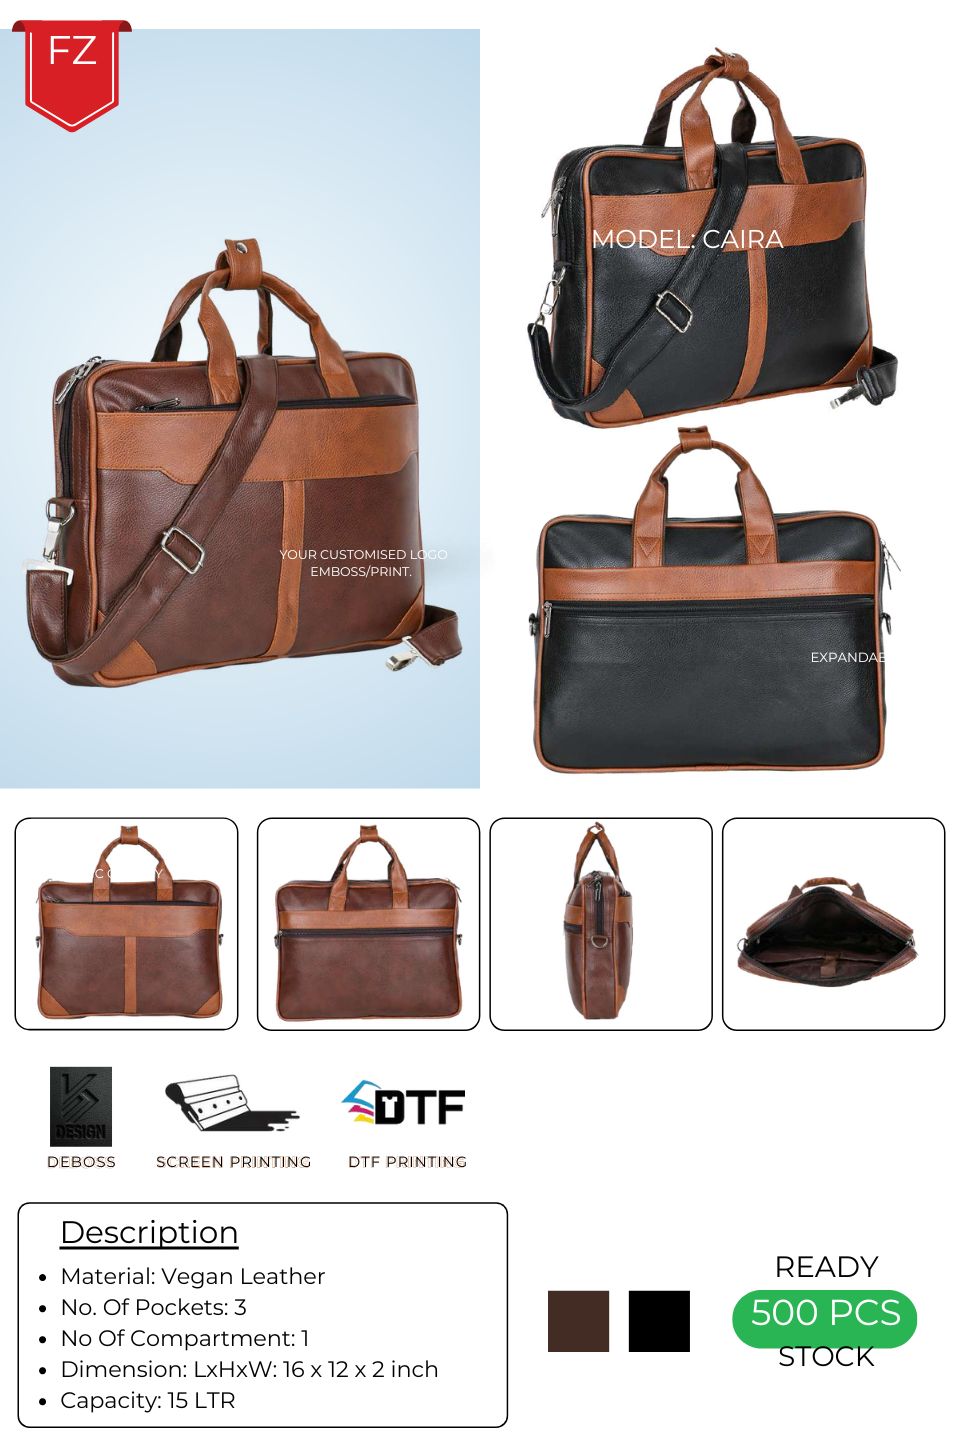 FZ
MODEL: CAIRA
YOUR CUSTOMISED LOGO
EMBOSS/PRINT.
DESIGN
DEBOSS
SCREEN PRINTING
DTF
DTF PRINTING
Description
• Material: Vegan Leather
• No. Of Pockets: 3
• No Of Compartment: 1
• Dimension: LxHxW: 16 x 12 x 2 inch
• Capacity: 15 LTR
READY
500 PCS
STOCK